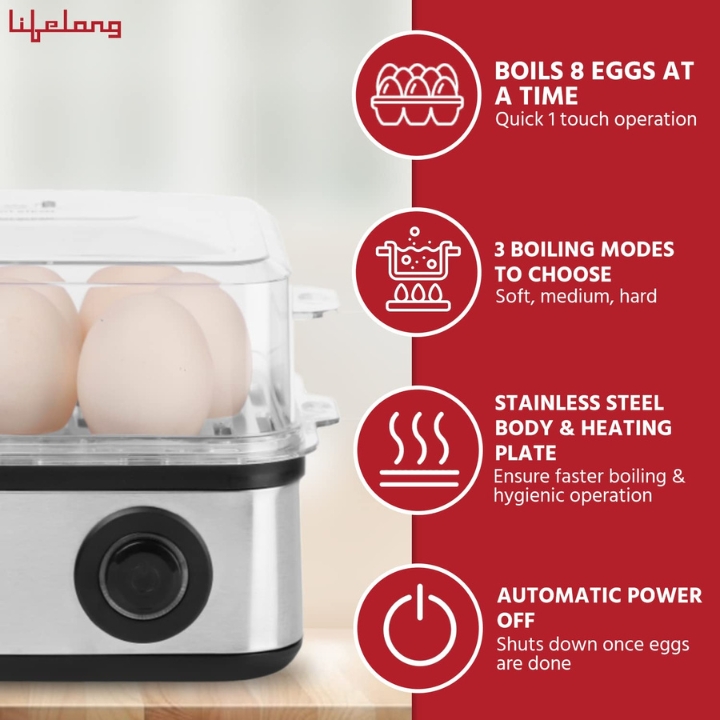 Lifelong
BOILS 8 EGGS AT
A TIME
Quick 1 touch operation
3 BOILING MODES
TO CHOOSE
Soft, medium, hard
STAINLESS STEEL
BODY & HEATING
PLATE
Ensure faster boiling &
hygienic operation
AUTOMATIC POWER
OFF
Shuts down once eggs
are done